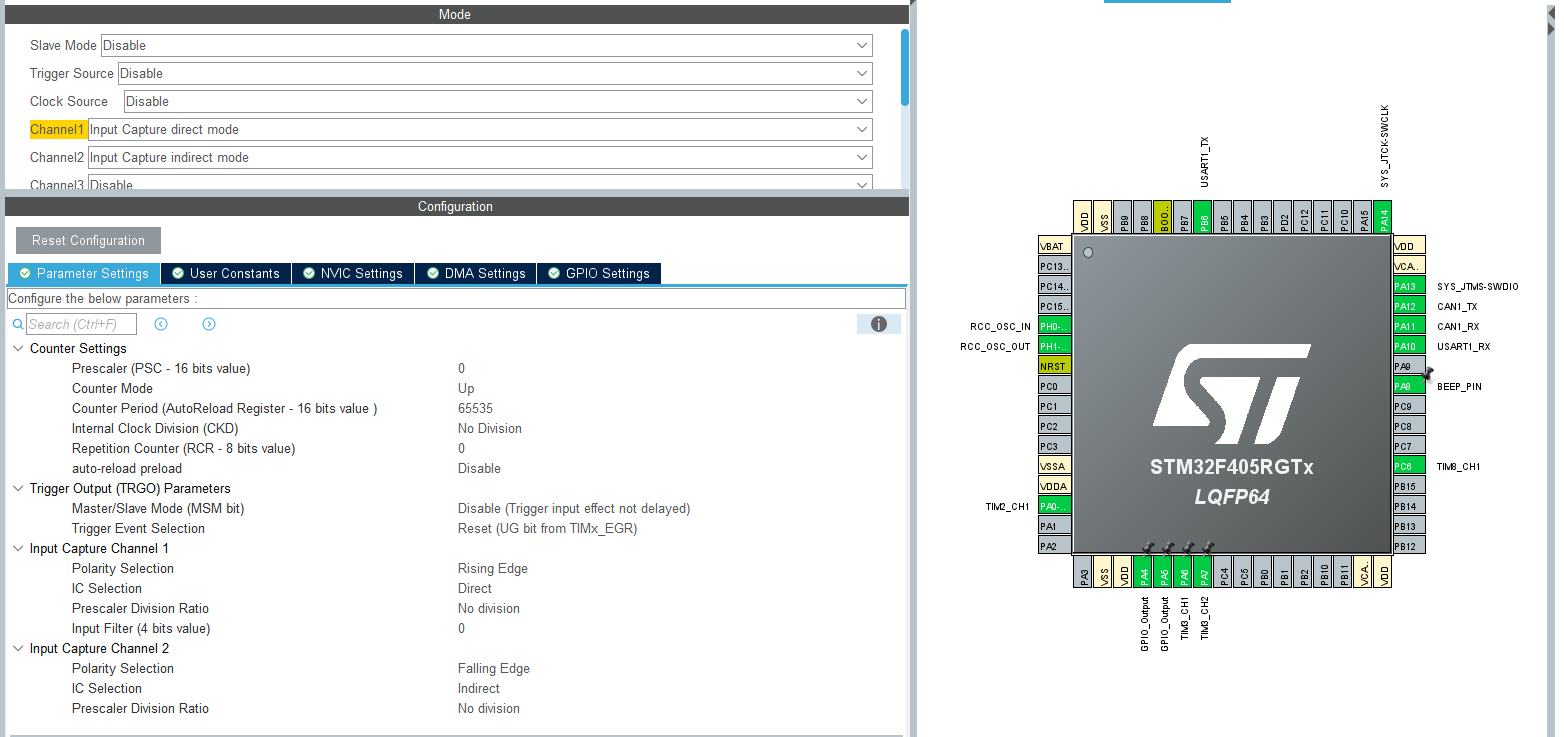 Mode
Slave Mode Disable
Trigger Source Disable
Clock Source Disable
Channel1 Input Capture direct mode
Channel2 Input Capture indirect mode
Channel3 Disable
Configuration
Reset Configuration
Parameter Settings User Constants NVIC Settings DMA Settings GPIO Settings
Configure the below parameters :
Search (Ctrl+F)
Counter Settings
Prescaler (PSC - 16 bits value) 0
Counter Mode Up
Counter Period (AutoReload Register - 16 bits value ) 65535
Internal Clock Division (CKD) No Division
Repetition Counter (RCR - 8 bits value) 0
auto-reload preload Disable
Trigger Output (TRGO) Parameters
Master/Slave Mode (MSM bit) Disable (Trigger input effect not delayed)
Trigger Event Selection Reset (UG bit from TIMx_EGR)
Input Capture Channel 1
Polarity Selection Rising Edge
IC Selection Direct
Prescaler Division Ratio No division
Input Filter (4 bits value) 0
Input Capture Channel 2
Polarity Selection Falling Edge
IC Selection Indirect
Prescaler Division Ratio No division
USART1_TX
SYS_JTCK-SWCLK
VDD VSS PB9 PB8 BOO.. PB7 PB6 PB5 PB4 PB3 PD2 PC12 PC11 PC10 PA15 PA14
VBAT
PC13..
PC14..
PC15..
RCC_OSC_IN PH0-..
RCC_OSC_OUT PH1-..
NRST
PC0
PC1
PC2
PC3
VSSA
VDDA
TIM2_CH1 PA0-..
PA1
PA2
STM32F405RGTx
LQFP64
VDD
VCA..
PA13 SYS_JTMS-SWDIO
PA12 CAN1_TX
PA11 CAN1_RX
PA10 USART1_RX
PA9
PA8 BEEP_PIN
PC9
PC8
PC7
PC6 TIM8_CH1
PB15
PB14
PB13
PB12
PA3 VSS VDD PA4 PA5 PA6 PA7 PC4 PC5 PB0 PB1 PB2 PB10 PB11 VCA.. VDD
GPIO_Output
GPIO_Output
TIM3_CH1
TIM3_CH2